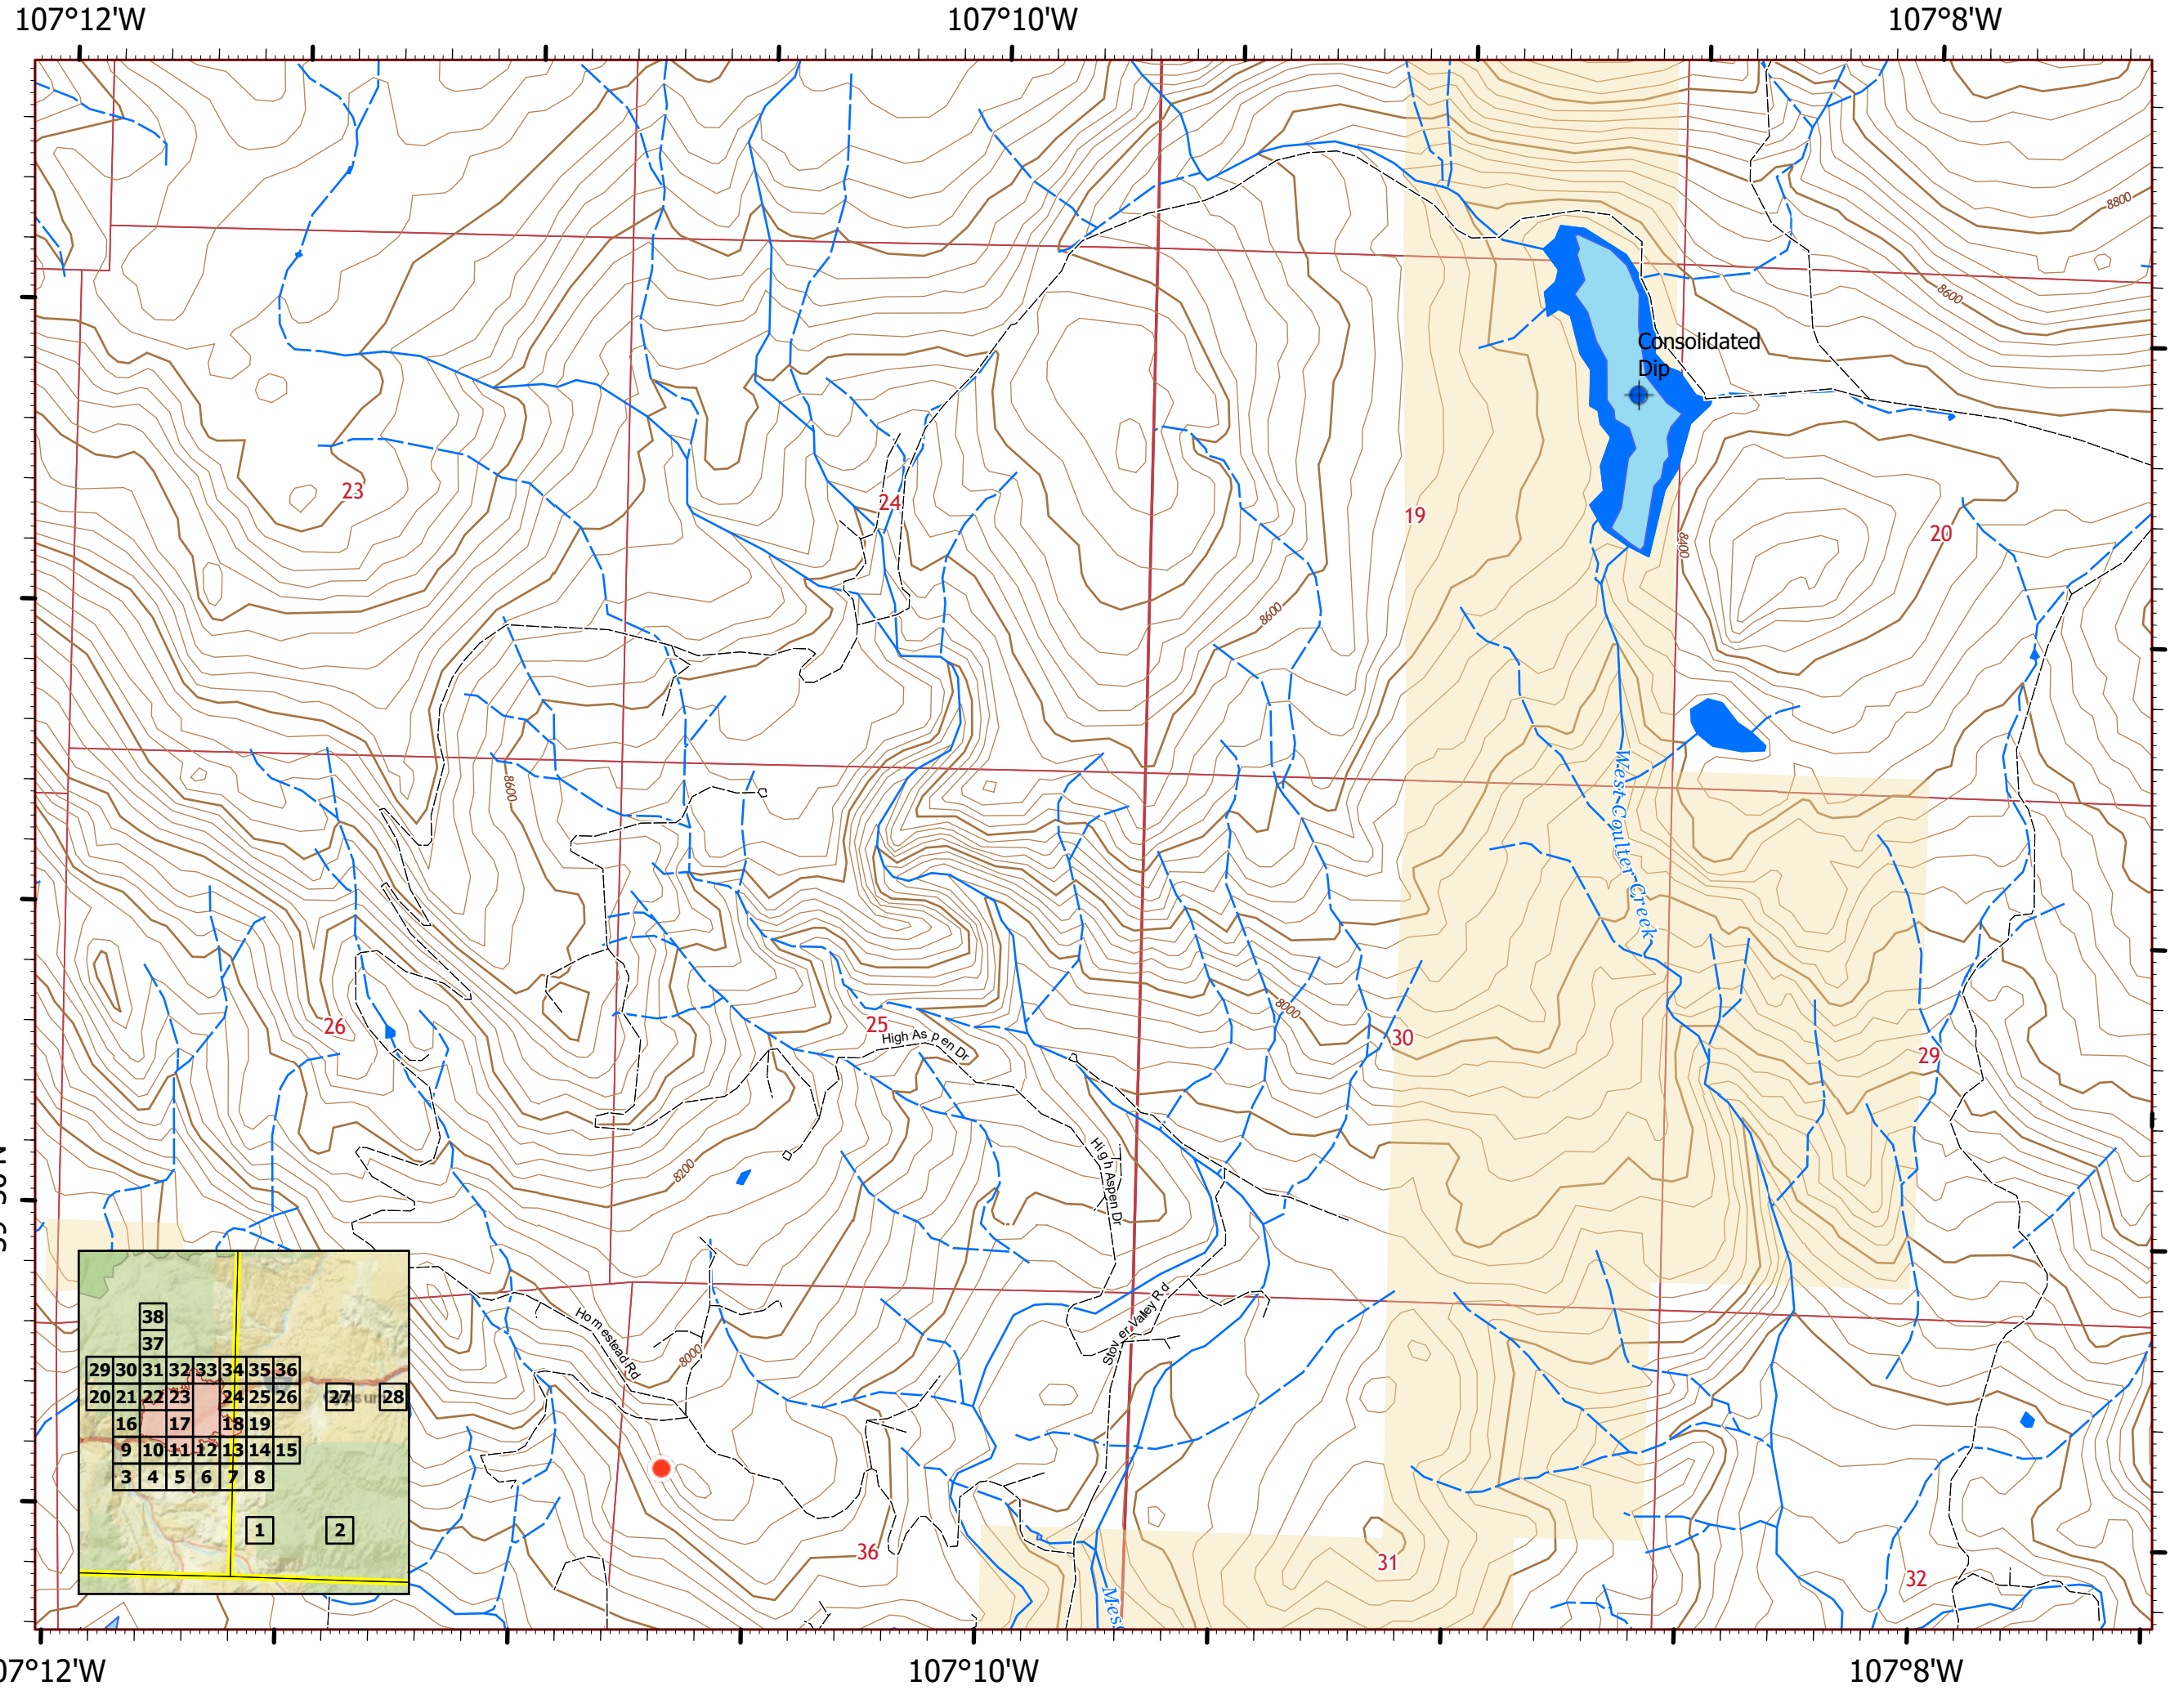 107°12'W
107°10'W
107°8'W
8800
8600
Consolidated
Dip
23
24
19
20
8400
8600
8600
West Coulter Creek
26
25
8000
30
29
High Aspen Dr
High Aspen Dr
8200
Homestead Rd
Stover Valley Rd
8000
36
31
32
38
37
29 30 31 32 33 34 35 36
20 21 22 23 24 25 26 27 28
16 17 18 19
9 10 11 12 13 14 15
3 4 5 6 7 8
1 2
Mes
07°12'W
107°10'W
107°8'W